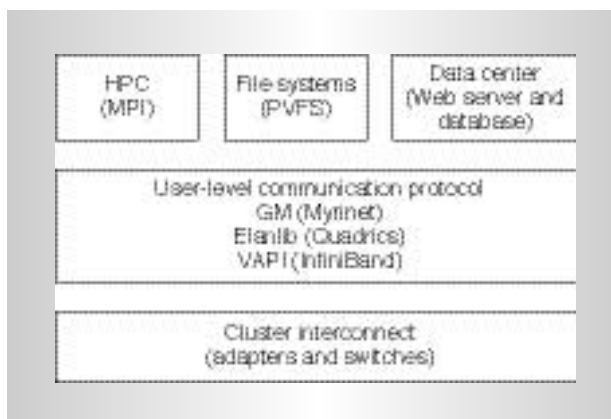 HPC
(MPI)
File systems
(PVFS)
Data center
(Web server and
database)
User-level communication protocol
GM (Myrinet)
Elanlib (Quadrics)
VAPI (InfiniBand)
Cluster interconnect
(adapters and switches)